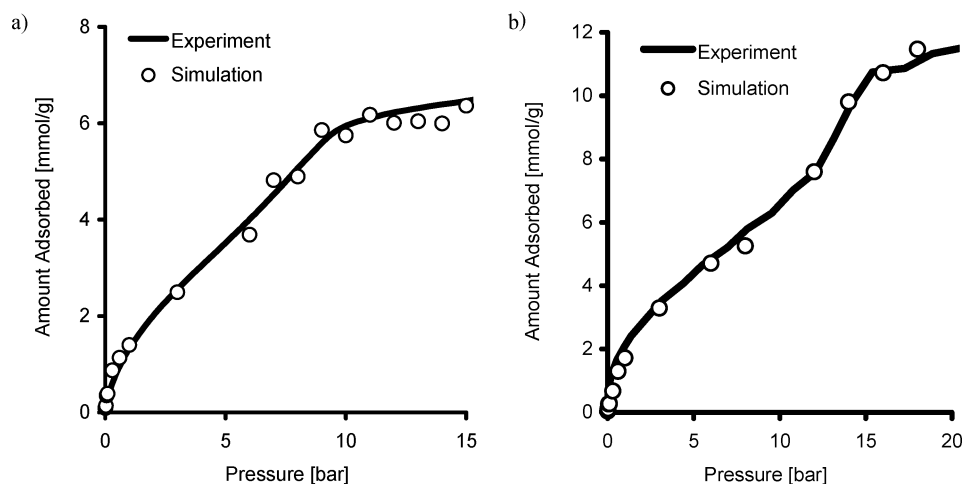 a)
Experiment
Simulation
Amount Adsorbed [mmol/g]
8
6
4
2
0
0 5 10 15
Pressure [bar]
b)
Experiment
Simulation
Amount Adsorbed [mmol/g]
12
10
8
6
4
2
0
0 5 10 15 20
Pressure [bar]